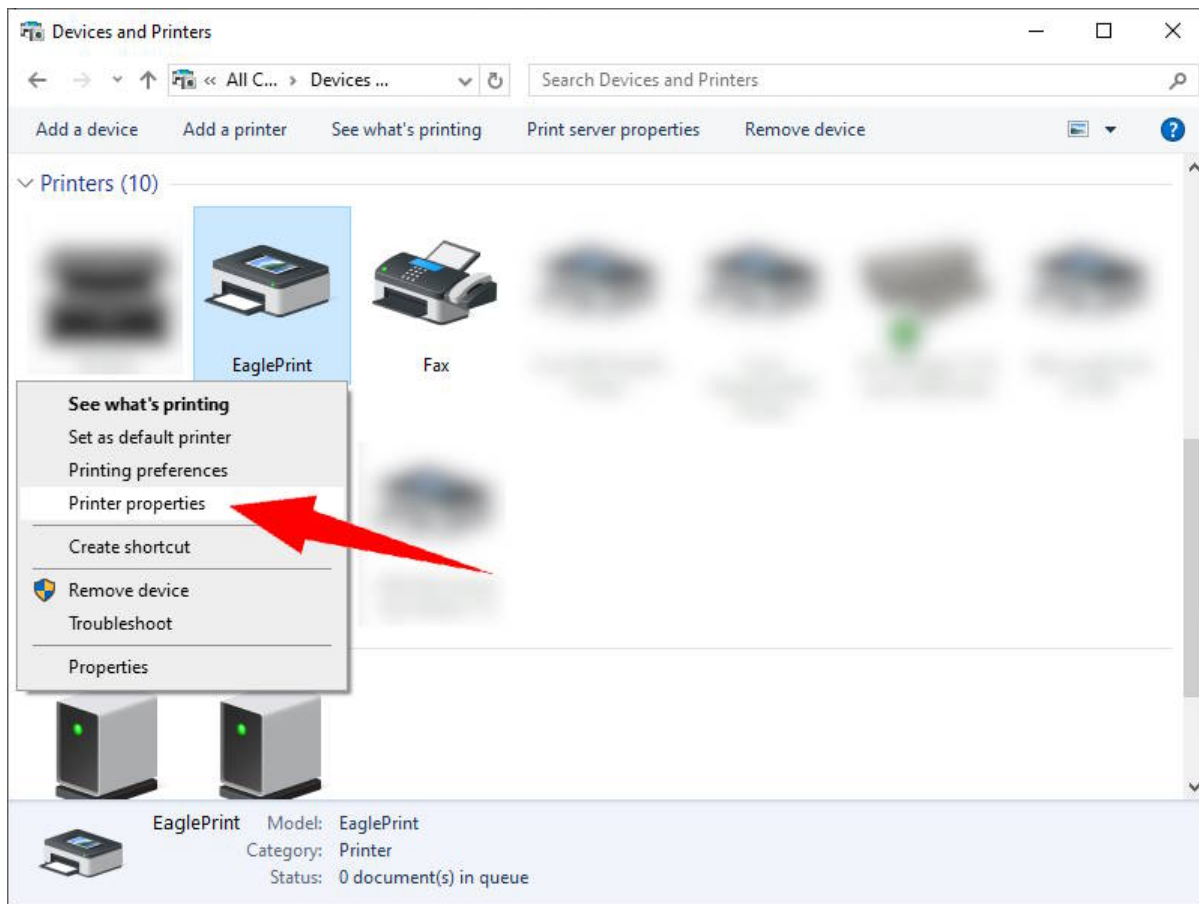 Devices and Printers
« All C... › Devices ...
Search Devices and Printers
Add a device Add a printer See what's printing Print server properties Remove device
Printers (10)
EaglePrint
Fax
See what's printing
Set as default printer
Printing preferences
Printer properties
Create shortcut
Remove device
Troubleshoot
Properties
EaglePrint Model: EaglePrint
Category: Printer
Status: 0 document(s) in queue